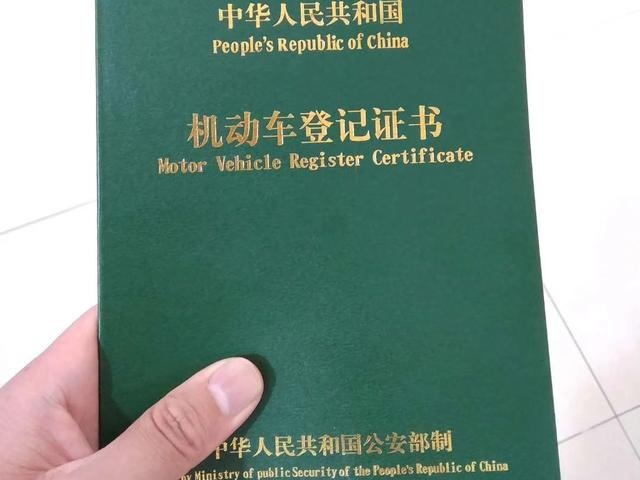 中华人民共和国
People's Republic of China
机动车登记证书
Motor Vehicle Register Certificate
中华人民共和国公安部制
by Ministry of public Security of the People's Republic of China